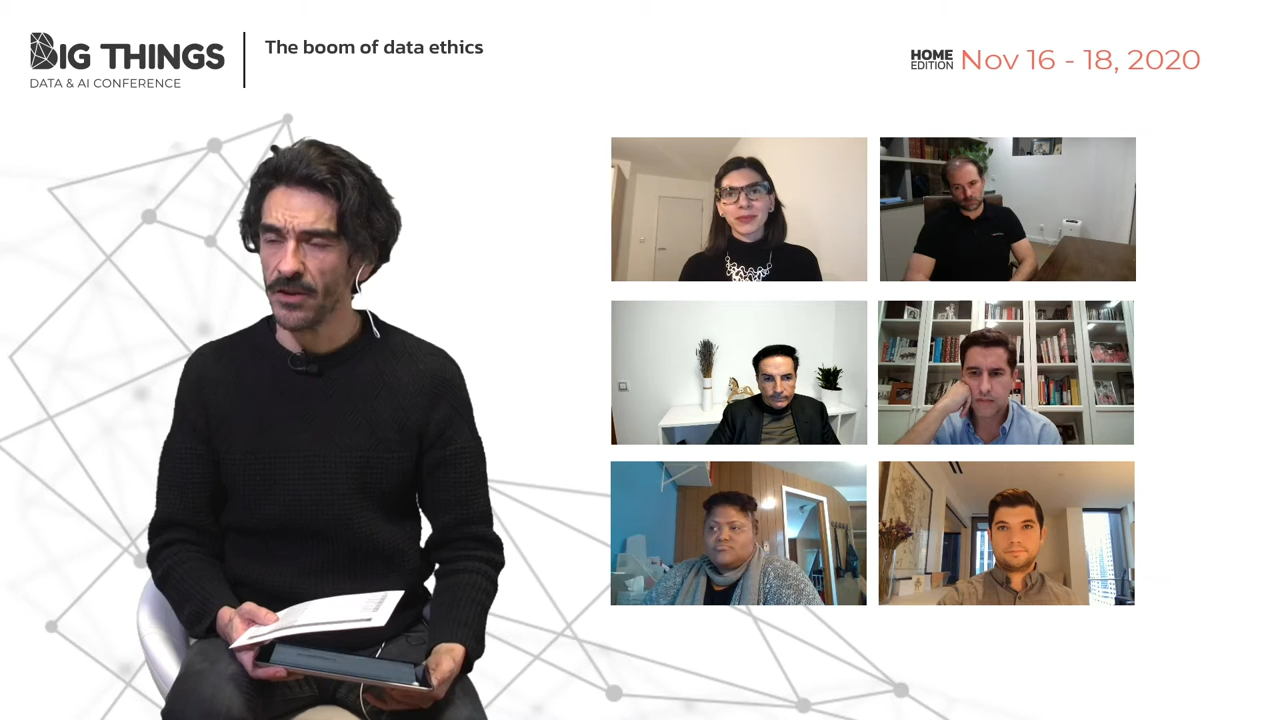 BIG THINGS
DATA & AI CONFERENCE
The boom of data ethics
HOME
EDITION
Nov 16 - 18, 2020